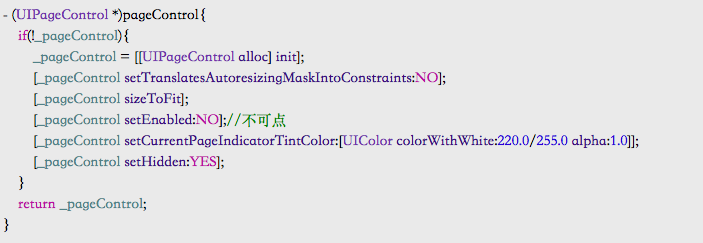 - (UIPageControl *)pageControl{
if(!_pageControl){
_pageControl = [[UIPageControl alloc] init];
[_pageControl setTranslatesAutoresizingMaskIntoConstraints:NO];
[_pageControl sizeToFit];
[_pageControl setEnabled:NO];//不可点
[_pageControl setCurrentPageIndicatorTintColor:[UIColor colorWithWhite:220.0/255.0 alpha:1.0]];
[_pageControl setHidden:YES];
}
return _pageControl;
}